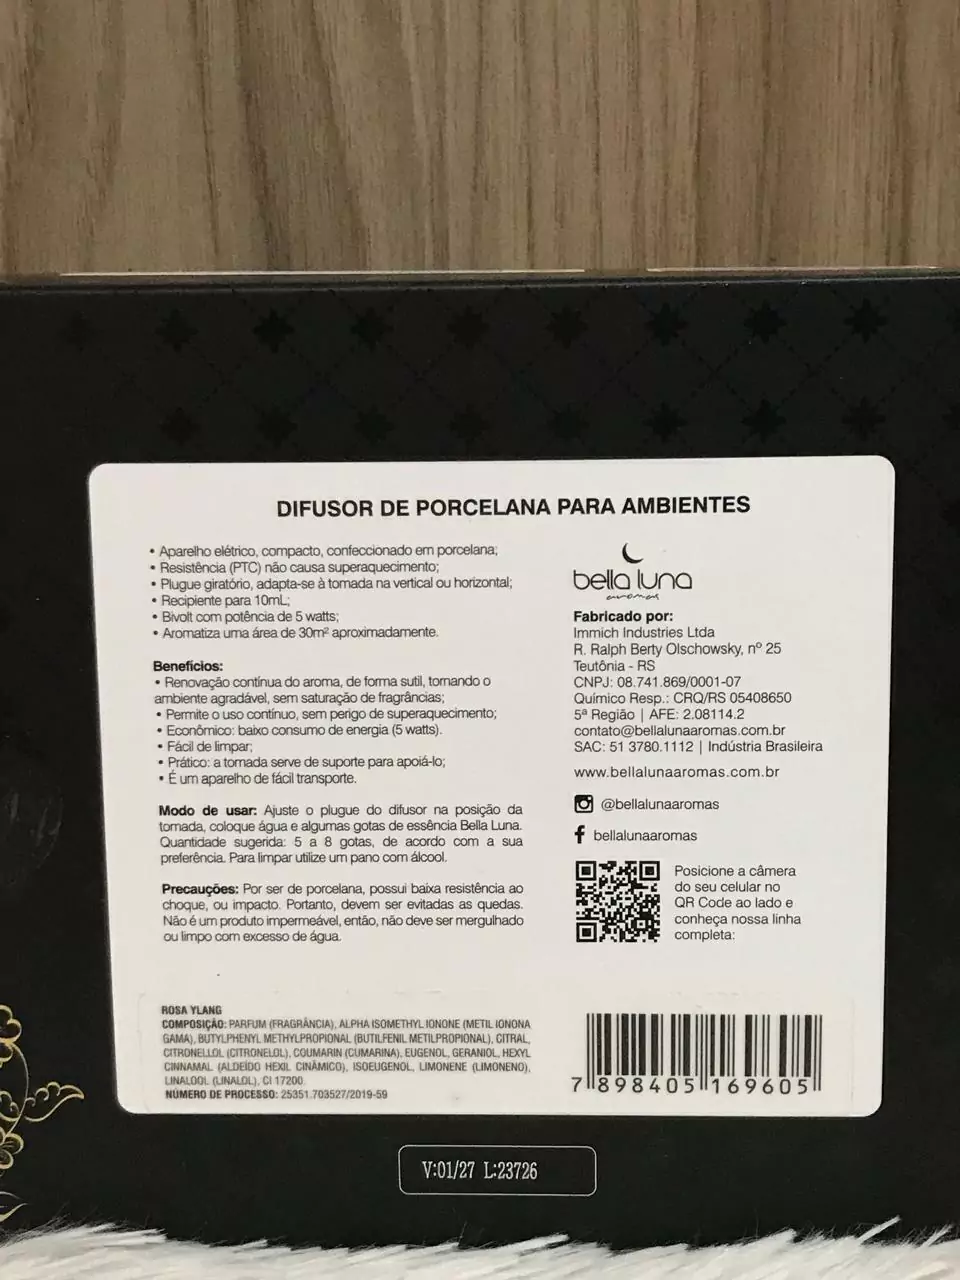 DIFUSOR DE PORCELANA PARA AMBIENTES
• Aparelho elétrico, compacto, confeccionado em porcelana;
• Resistência (PTC) não causa superaquecimento;
• Plugue giratório, adapta-se à tomada na vertical ou horizontal;
• Recipiente para 10mL;
• Bivolt com potência de 5 watts;
• Aromatiza uma área de 30m² aproximadamente.
Benefícios:
• Renovação contínua do aroma, de forma sutil, tornando o
ambiente agradável, sem saturação de fragrâncias;
• Permite o uso contínuo, sem perigo de superaquecimento;
• Econômico: baixo consumo de energia (5 watts).
• Fácil de limpar;
• Prático: a tomada serve de suporte para apoiá-lo;
• É um aparelho de fácil transporte.
Modo de usar: Ajuste o plugue do difusor na posição da
tomada, coloque água e algumas gotas de essência Bella Luna.
Quantidade sugerida: 5 a 8 gotas, de acordo com a sua
preferência. Para limpar utilize um pano com álcool.
Precauções: Por ser de porcelana, possui baixa resistência ao
choque, ou impacto. Portanto, devem ser evitadas as quedas.
Não é um produto impermeável, então, não deve ser mergulhado
ou limpo com excesso de água.
bella luna
aromas
Fabricado por:
Immich Industries Ltda
R. Ralph Berty Olschowsky, nº 25
Teutônia - RS
CNPJ: 08.741.869/0001-07
Químico Resp.: CRQ/RS 05408650
5ª Região | AFE: 2.08114.2
contato@bellalunaaromas.com.br
SAC: 51 3780.1112 | Indústria Brasileira
www.bellalunaaromas.com.br
@bellalunaaromas
bellalunaaromas
Posicione a câmera
do seu celular no
QR Code ao lado e
conheça nossa linha
completa:
ROSA YLANG
COMPOSIÇÃO: PARFUM (FRAGRÂNCIA), ALPHA ISOMETHYL IONONE (METIL IONONA
GAMA), BUTYLPHENYL METHYLPROPIONAL (BUTILFENIL METILPROPIONAL), CITRAL,
CITRONELLOL (CITRONELOL), COUMARIN (CUMARINA), EUGENOL, GERANIOL, HEXYL
CINNAMAL (ALDEÍDO HEXIL CINÂMICO), ISOEUGENOL, LIMONENE (LIMONENO),
LINALOOL (LINALOL), CI 17200.
NÚMERO DE PROCESSO: 25351.703527/2019-59
7 898405 169605
V:01/27 L:23726